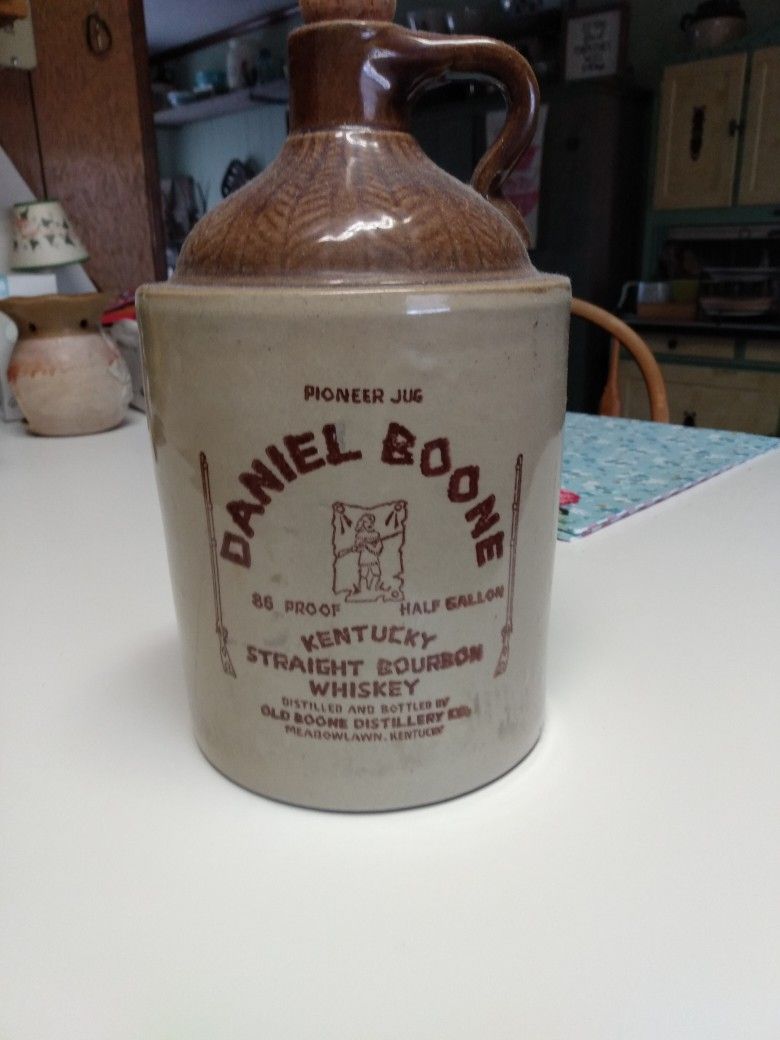 PIONEER JUG
DANIEL BOONE
86 PROOF HALF GALLON
KENTUCKY
STRAIGHT BOURBON
WHISKEY
DISTILLED AND BOTTLED BY
OLD BOONE DISTILLERY CO.
MEADOWLAWN, KENTUCKY